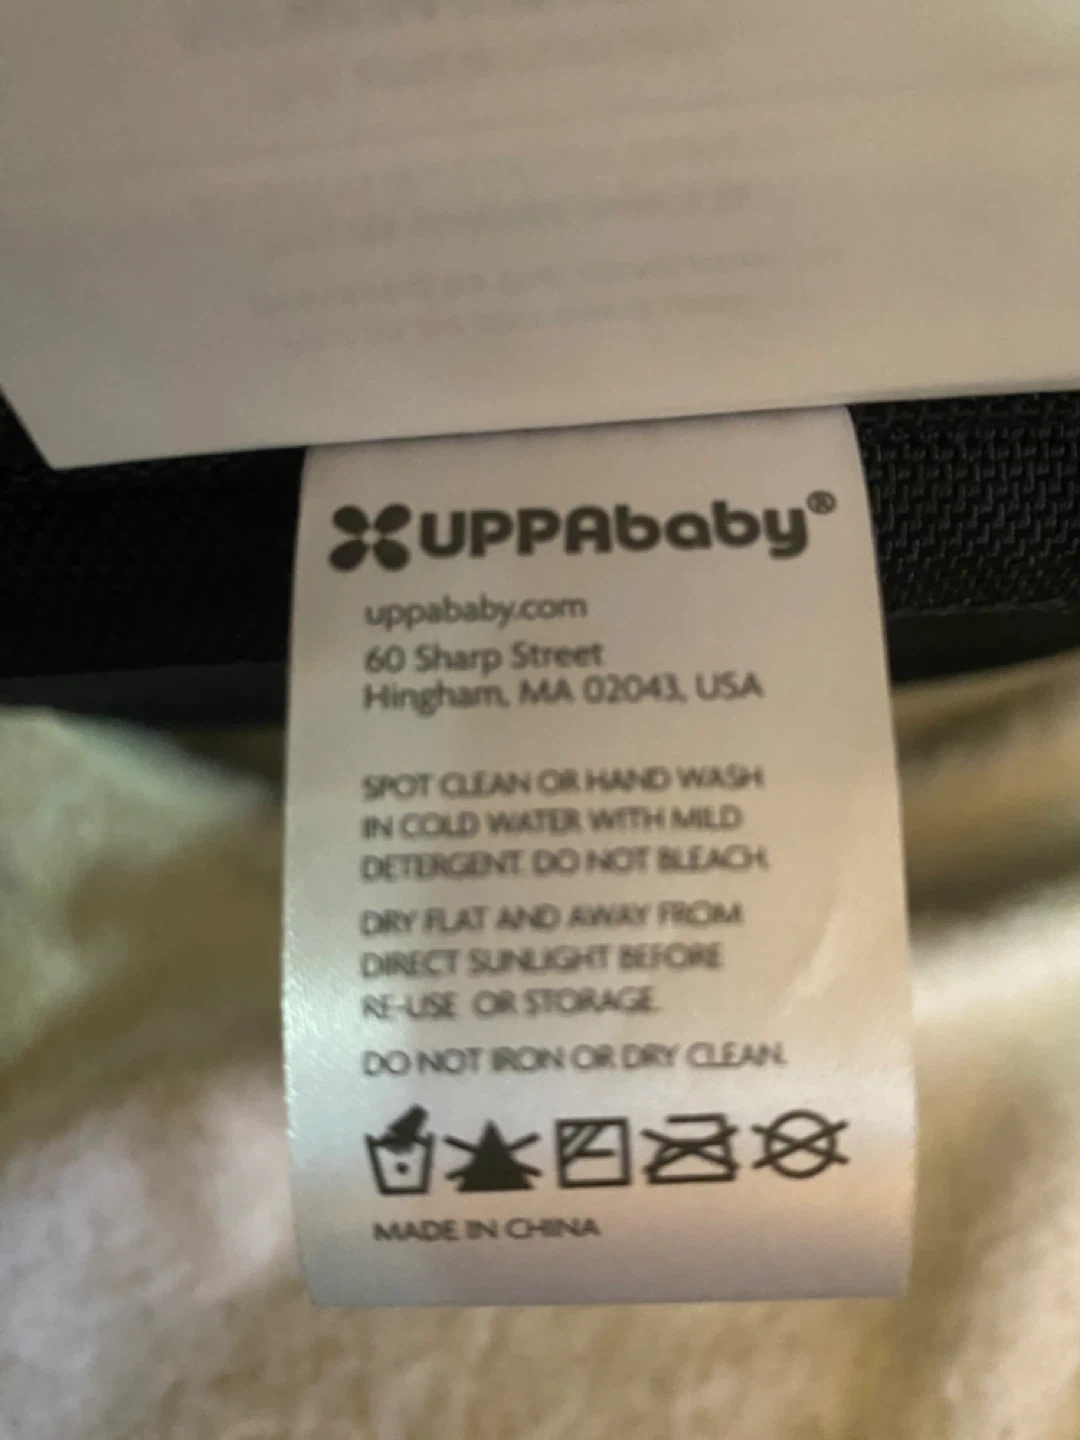 UPPAbaby®
uppababy.com
60 Sharp Street
Hingham, MA 02043, USA
SPOT CLEAN OR HAND WASH
IN COLD WATER WITH MILD
DETERGENT. DO NOT BLEACH.
DRY FLAT AND AWAY FROM
DIRECT SUNLIGHT BEFORE
RE-USE OR STORAGE.
DO NOT IRON OR DRY CLEAN.
MADE IN CHINA